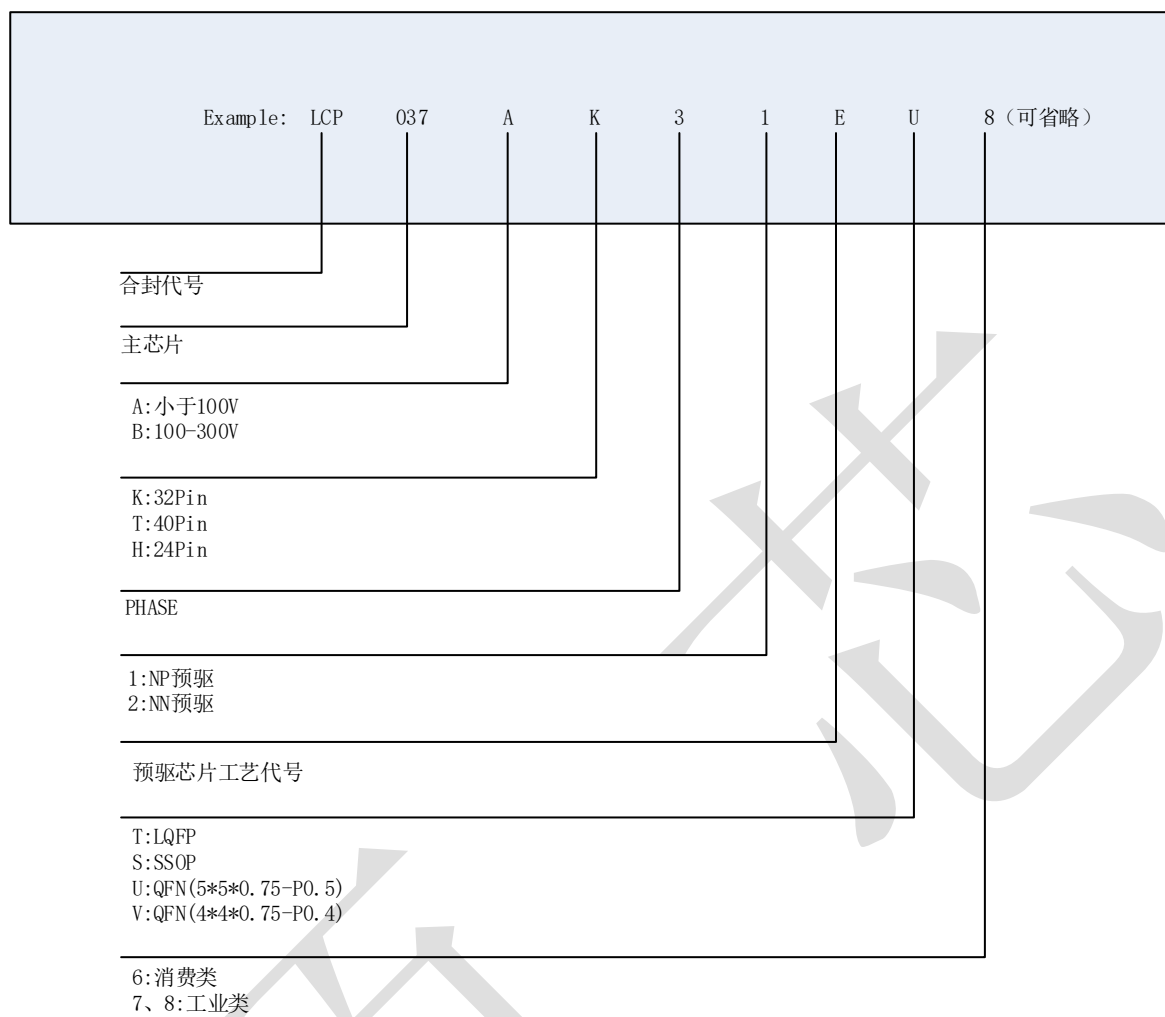 Example: LCP 037 A K 3 1 E U 8（可省略）
合封代号
主芯片
A:小于100V
B:100-300V
K:32Pin
T:40Pin
H:24Pin
PHASE
1:NP预驱
2:NN预驱
预驱芯片工艺代号
T:LQFP
S:SSOP
U:QFN(5*5*0.75-P0.5)
V:QFN(4*4*0.75-P0.4)
6:消费类
7、8:工业类